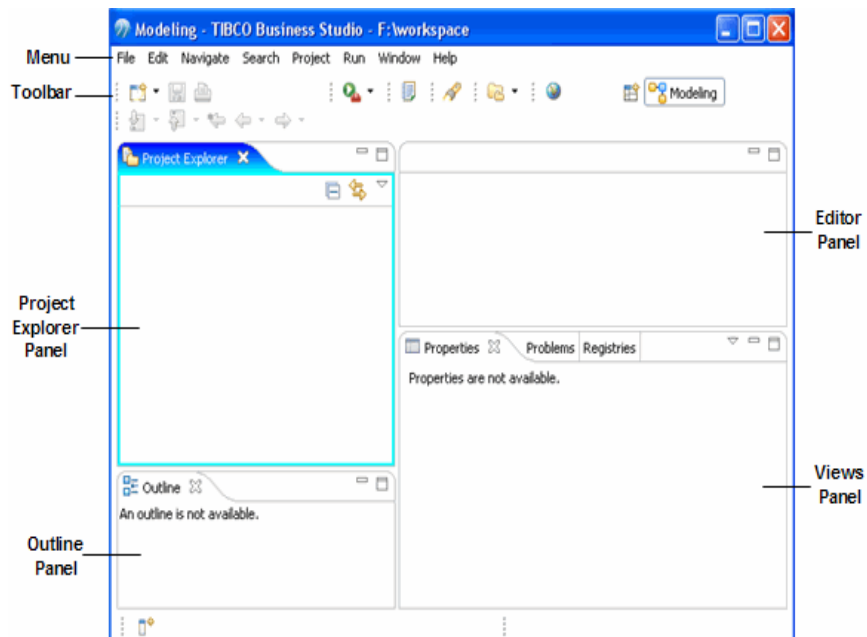 Modeling - TIBCO Business Studio - F:\workspace
Menu
File Edit Navigate Search Project Run Window Help
Toolbar
Modeling
Project Explorer
Editor
Panel
Project
Explorer
Panel
Properties Problems Registries
Properties are not available.
Outline
An outline is not available.
Views
Panel
Outline
Panel